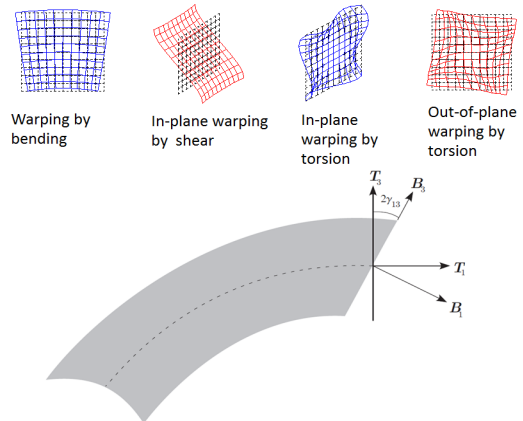 Warping by
bending
In-plane warping
by shear
In-plane
warping by
torsion
Out-of-plane
warping by
torsion
T₃
B₃
2γ₁₃
T₁
B₁